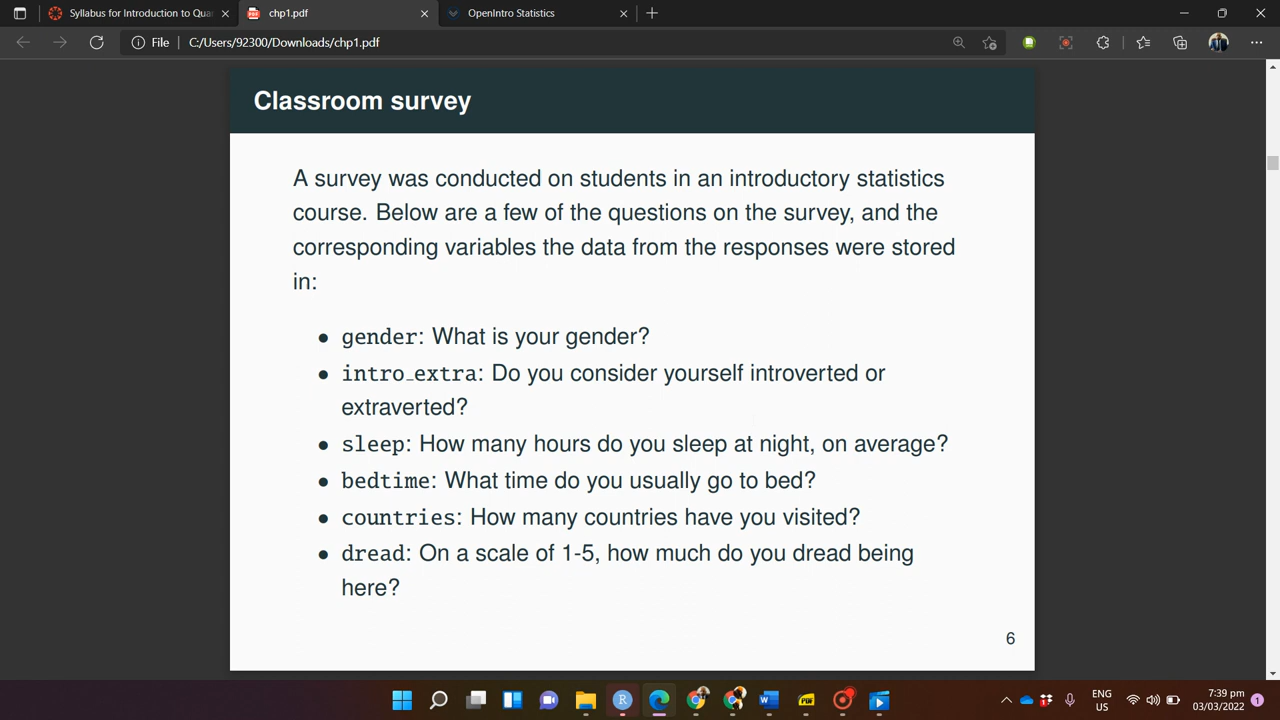 Syllabus for Introduction to Qua
chp1.pdf
OpenIntro Statistics
File
C:/Users/92300/Downloads/chp1.pdf
Classroom survey
A survey was conducted on students in an introductory statistics
course. Below are a few of the questions on the survey, and the
corresponding variables the data from the responses were stored
in:
• gender: What is your gender?
• intro_extra: Do you consider yourself introverted or
extraverted?
• sleep: How many hours do you sleep at night, on average?
• bedtime: What time do you usually go to bed?
• countries: How many countries have you visited?
• dread: On a scale of 1-5, how much do you dread being
here?
6
ENG
US
7:39 pm
03/03/2022
1